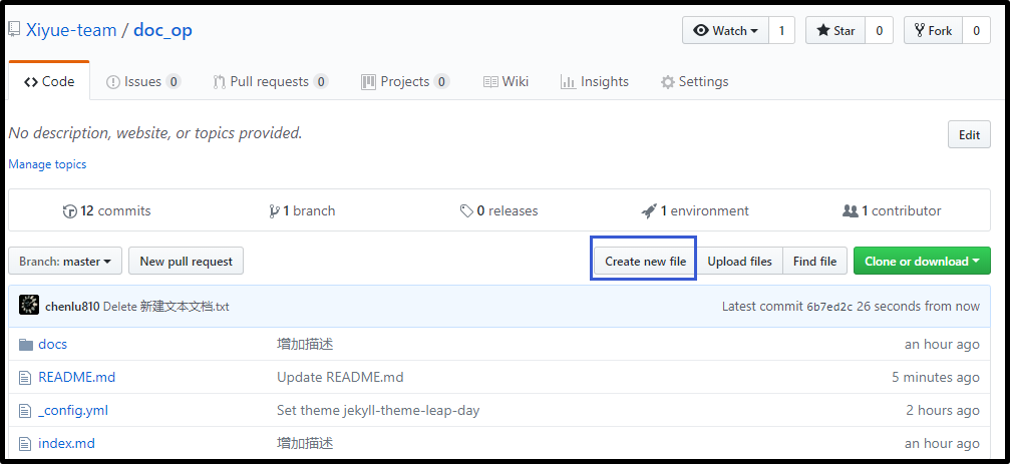 Xiyue-team / doc_op
Watch 1 Star 0 Fork 0
Code Issues 0 Pull requests 0 Projects 0 Wiki Insights Settings
No description, website, or topics provided. Edit
Manage topics
12 commits 1 branch 0 releases 1 environment 1 contributor
Branch: master New pull request Create new file Upload files Find file Clone or download
chenlu810 Delete 新建文本文档.txt Latest commit 6b7ed2c 26 seconds from now
docs 增加描述 an hour ago
README.md Update README.md 5 minutes ago
_config.yml Set theme jekyll-theme-leap-day 2 hours ago
index.md 增加描述 an hour ago